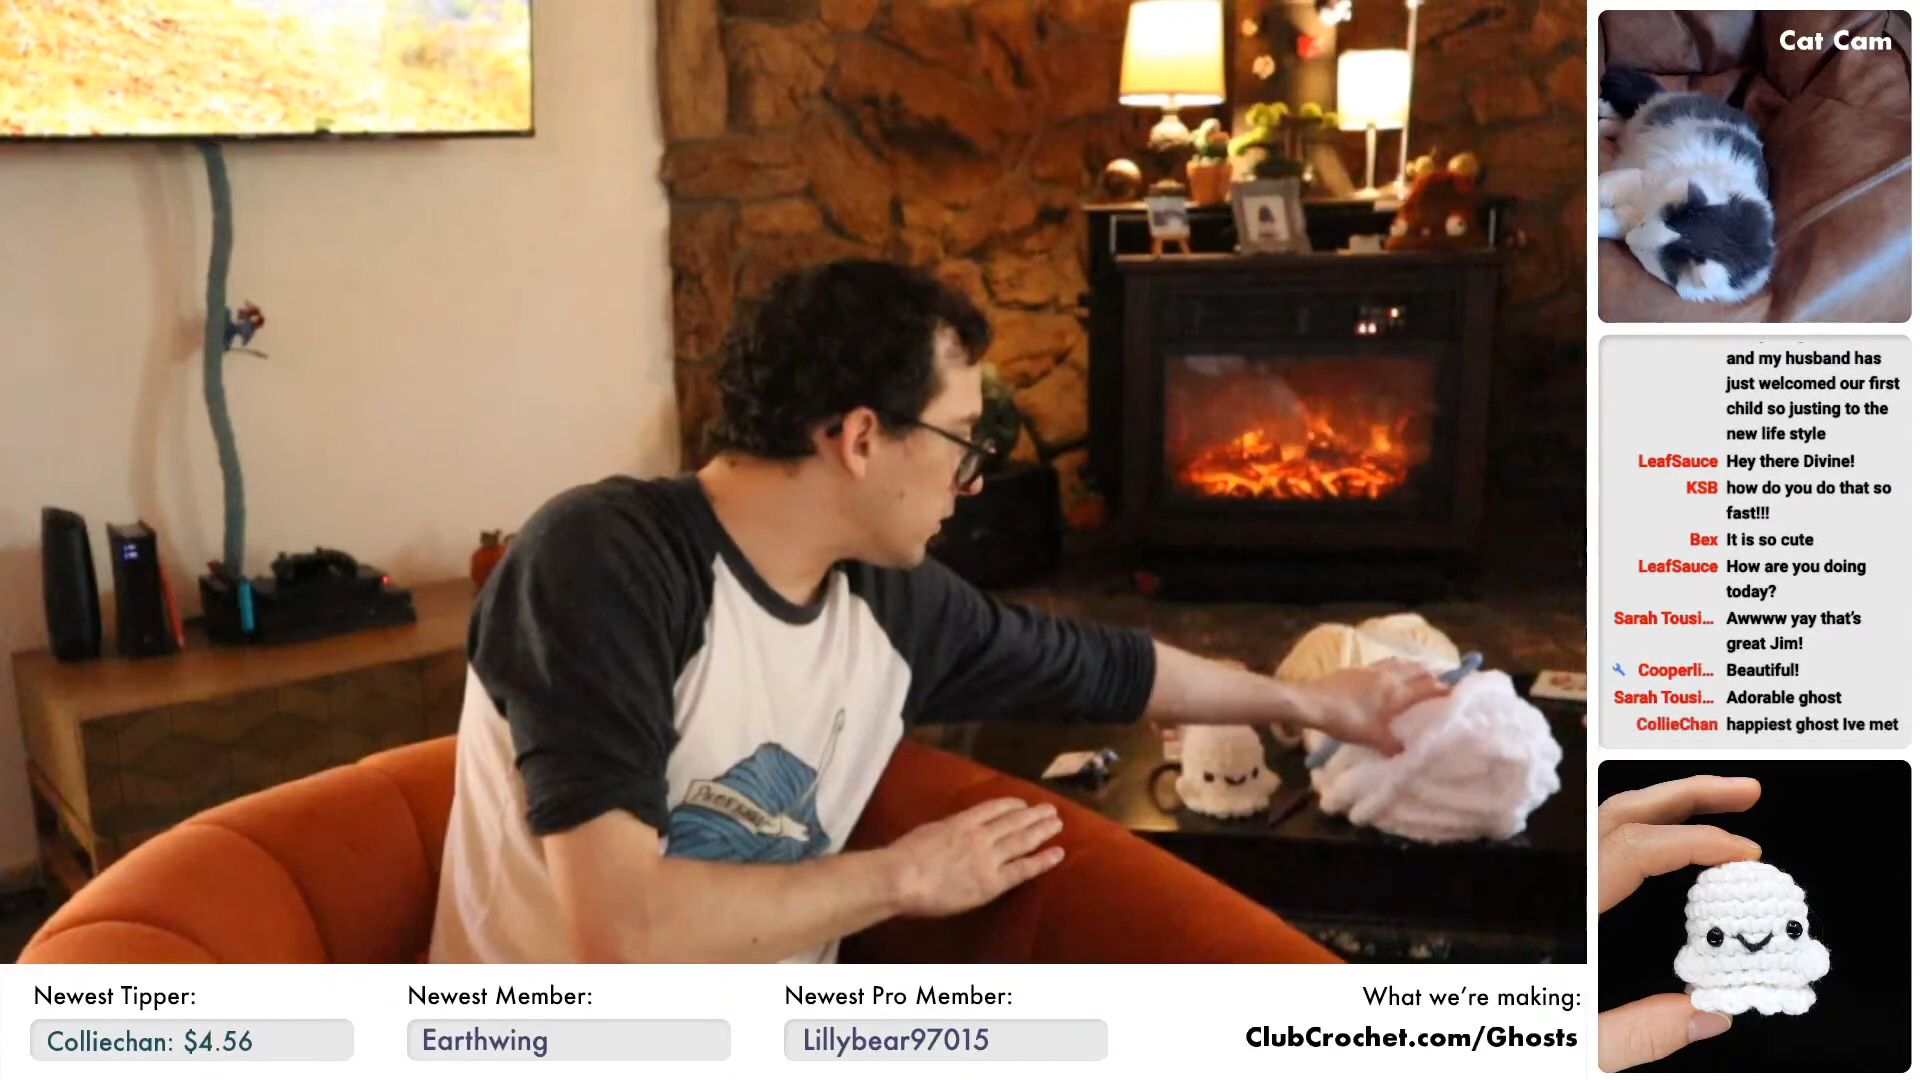 Cat Cam
and my husband has
just welcomed our first
child so justing to the
new life style
LeafSauce Hey there Divine!
KSB how do you do that so
fast!!!
Bex It is so cute
LeafSauce How are you doing
today?
Sarah Tousi... Awwww yay that's
great Jim!
Cooperli... Beautiful!
Sarah Tousi... Adorable ghost
CollieChan happiest ghost Ive met
Newest Tipper:
Colliechan: $4.56
Newest Member:
Earthwing
Newest Pro Member:
Lillybear97015
What we're making:
ClubCrochet.com/Ghosts